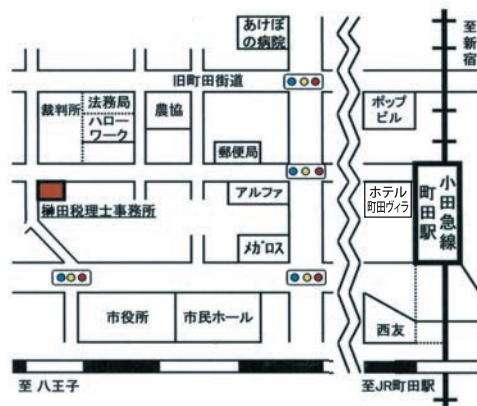 あけぼ
の病院
至新宿
旧町田街道
裁判所
法務局
ハロー
ワーク
農協
ポップ
ビル
郵便局
アルファ
ホテル
町田ヴィラ
小田急線
町田駅
榊田税理士事務所
メガロス
市役所
市民ホール
西友
至 八王子
至JR町田駅